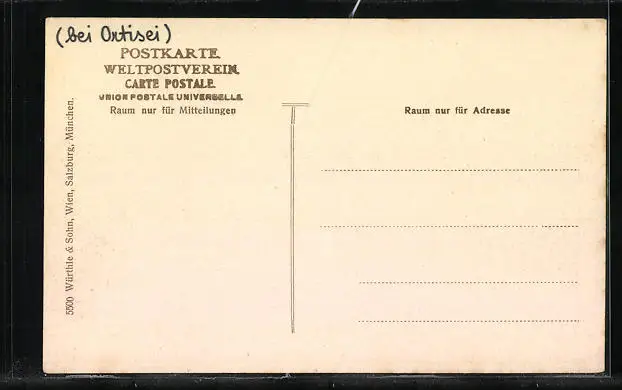 (bei Ortisei)
POSTKARTE.
WELTPOSTVEREIN.
CARTE POSTALE.
UNION POSTALE UNIVERSELLE.
Raum nur für Mitteilungen
Raum nur für Adresse
5500 Würthle & Sohn, Wien, Salzburg, München.